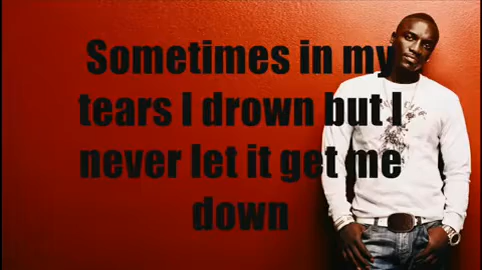 Sometimes in my
tears I drown but I
never let it get me
down